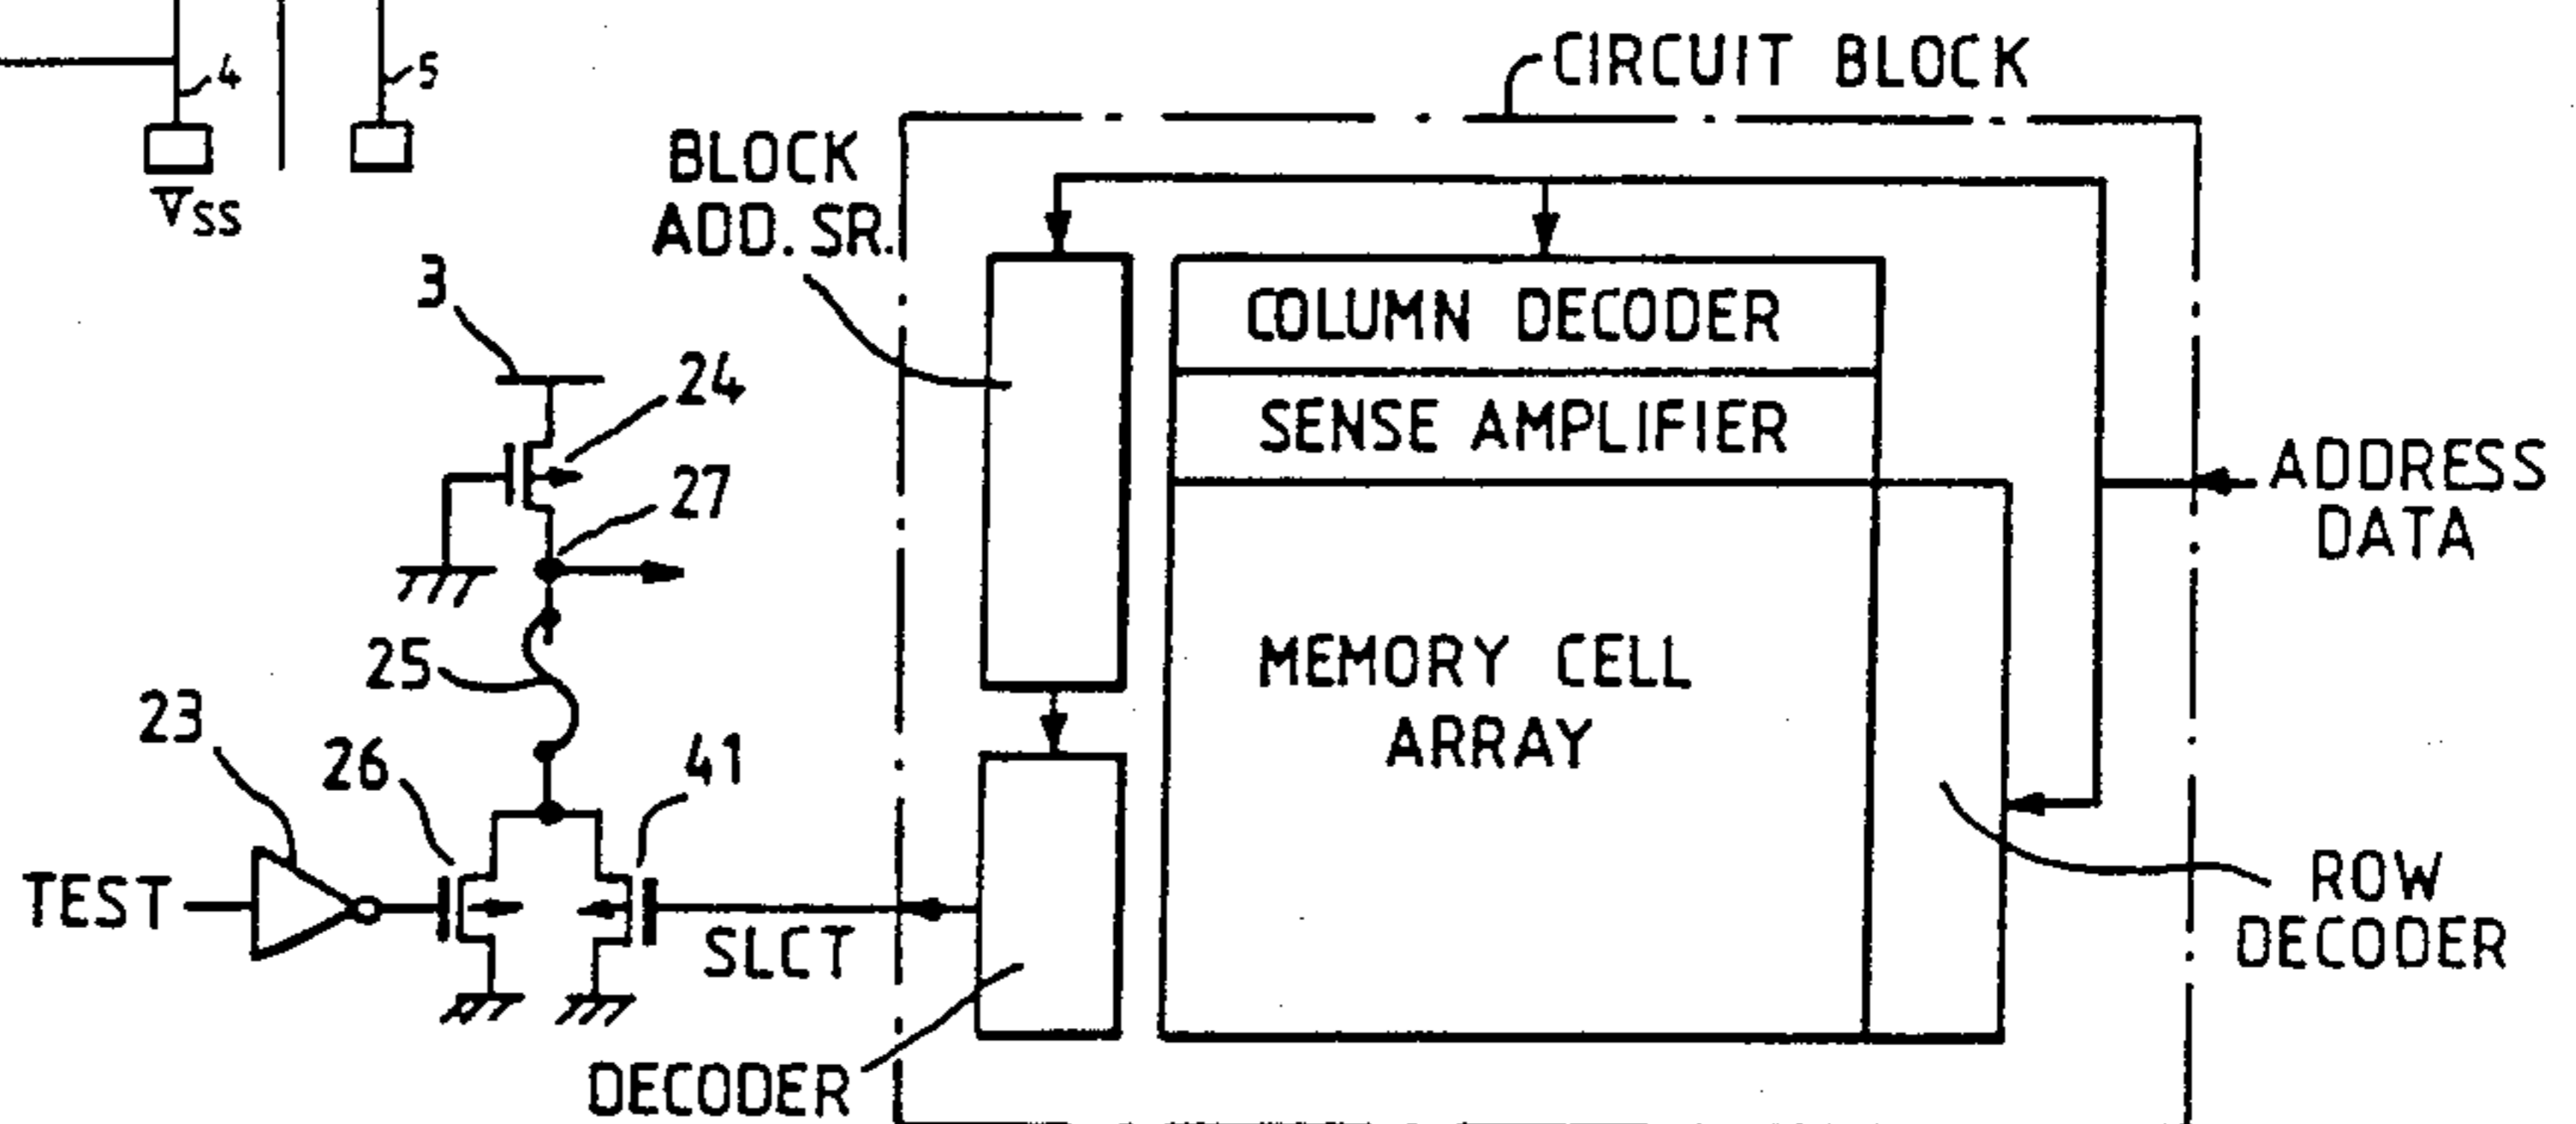 4
5
VSS
CIRCUIT BLOCK
BLOCK
ADD. SR.
3
24
COLUMN DECODER
SENSE AMPLIFIER
27
ADDRESS
DATA
25
MEMORY CELL
ARRAY
23
26
41
TEST
SLCT
ROW
DECODER
DECODER